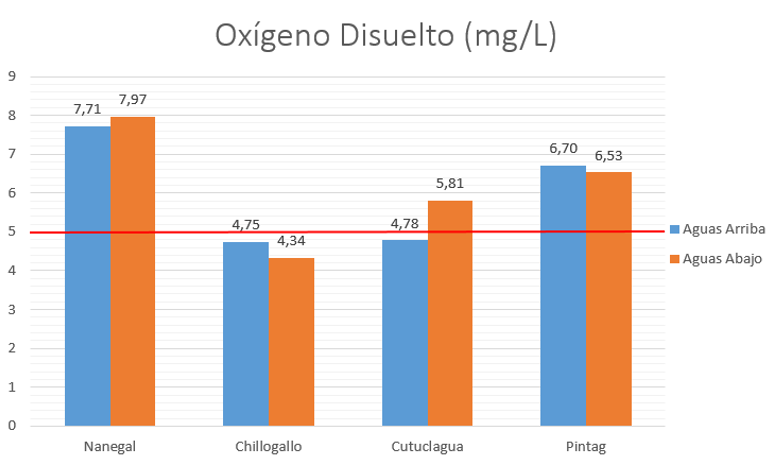 Oxígeno Disuelto (mg/L)
9
8
7
6
5
4
3
2
1
0
7,71
7,97
4,75
4,34
4,78
5,81
6,70
6,53
Nanegal
Chillogallo
Cutuclagua
Pintag
Aguas Arriba
Aguas Abajo